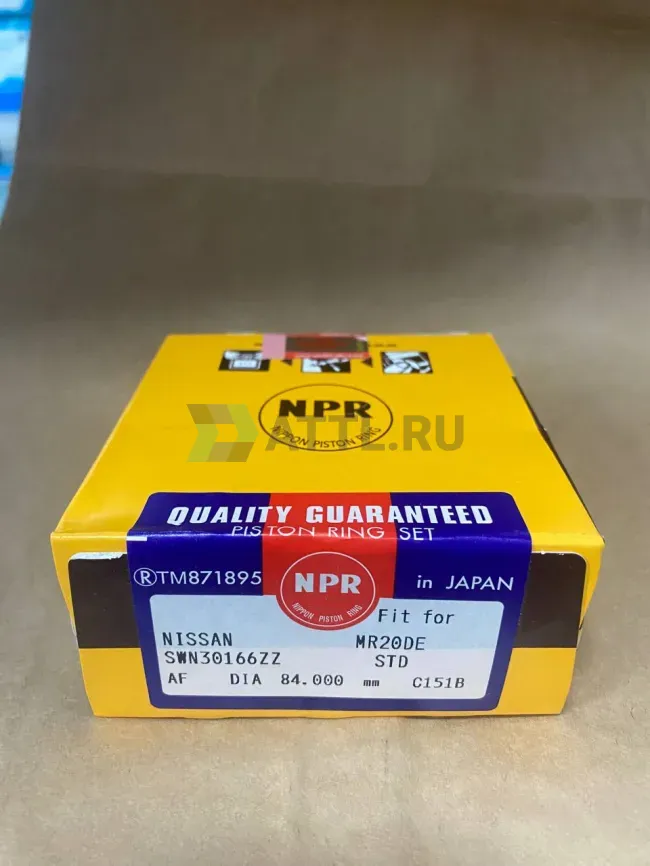 NPR
NIPPON PISTON RING
ATTE.RU
QUALITY GUARANTEED
PISTON RING SET
®TM871895
NPR
NIPPON PISTON RING
in JAPAN
Fit for
NISSAN MR20DE
SWN30166ZZ STD
AF DIA 84.000 mm C151B